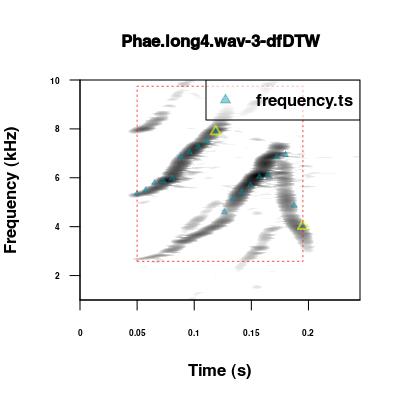 Phae.long4.wav-3-dfDTW
frequency.ts
Frequency (kHz)
10
8
6
4
2
0 0.05 0.1 0.15 0.2
Time (s)